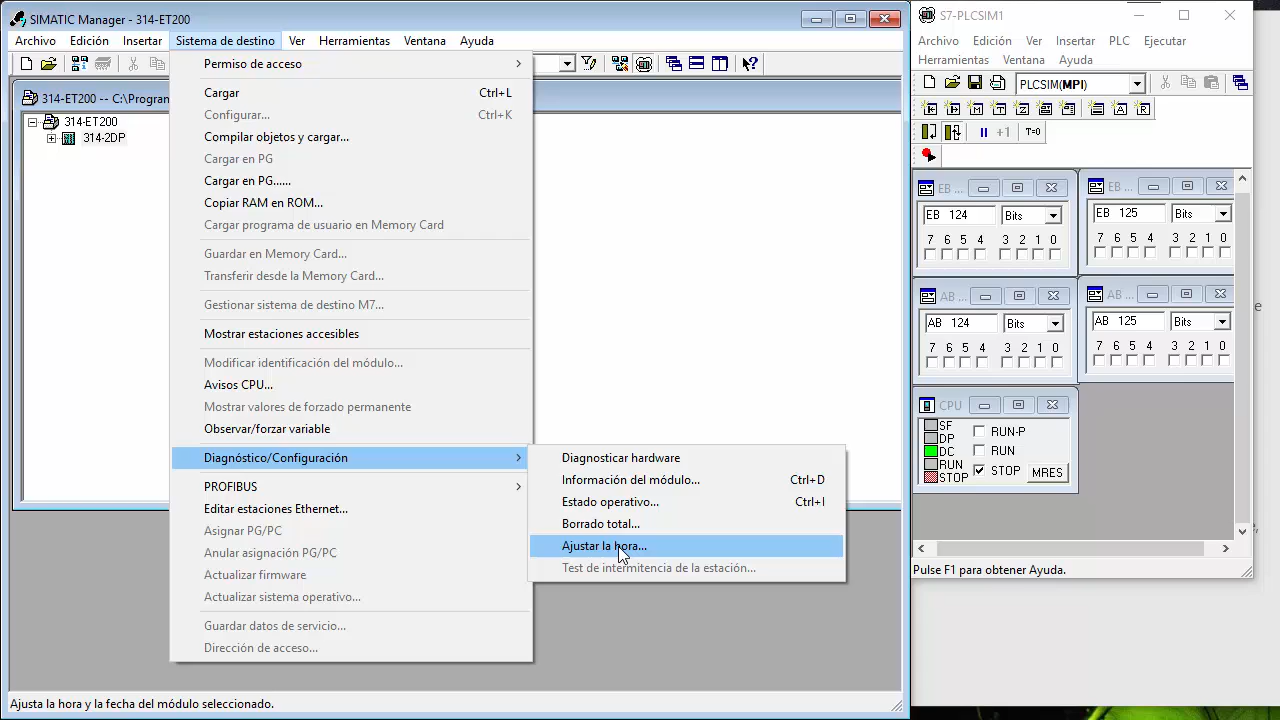 SIMATIC Manager - 314-ET200
Archivo Edición Insertar Sistema de destino Ver Herramientas Ventana Ayuda
314-ET200 -- C:\Program
314-ET200
314-2DP
Permiso de acceso
Cargar Ctrl+L
Configurar... Ctrl+K
Compilar objetos y cargar...
Cargar en PG
Cargar en PG......
Copiar RAM en ROM...
Cargar programa de usuario en Memory Card
Guardar en Memory Card...
Transferir desde la Memory Card...
Gestionar sistema de destino M7...
Mostrar estaciones accesibles
Modificar identificación del módulo...
Avisos CPU...
Mostrar valores de forzado permanente
Observar/forzar variable
Diagnóstico/Configuración
PROFIBUS
Editar estaciones Ethernet...
Asignar PG/PC
Anular asignación PG/PC
Actualizar firmware
Actualizar sistema operativo...
Guardar datos de servicio...
Dirección de acceso...
Diagnosticar hardware
Información del módulo... Ctrl+D
Estado operativo... Ctrl+I
Borrado total...
Ajustar la hora...
Test de intermitencia de la estación...
Ajusta la hora y la fecha del módulo seleccionado.
S7-PLCSIM1
Archivo Edición Ver Insertar PLC Ejecutar
Herramientas Ventana Ayuda
PLCSIM(MPI)
+1 T=0
EB ...
EB 124 Bits
7 6 5 4 3 2 1 0
EB ...
EB 125 Bits
7 6 5 4 3 2 1 0
AB ...
AB 124 Bits
7 6 5 4 3 2 1 0
AB ...
AB 125 Bits
7 6 5 4 3 2 1 0
CPU
SF
DP RUN-P
DC RUN
RUN STOP MRES
STOP
Pulse F1 para obtener Ayuda.